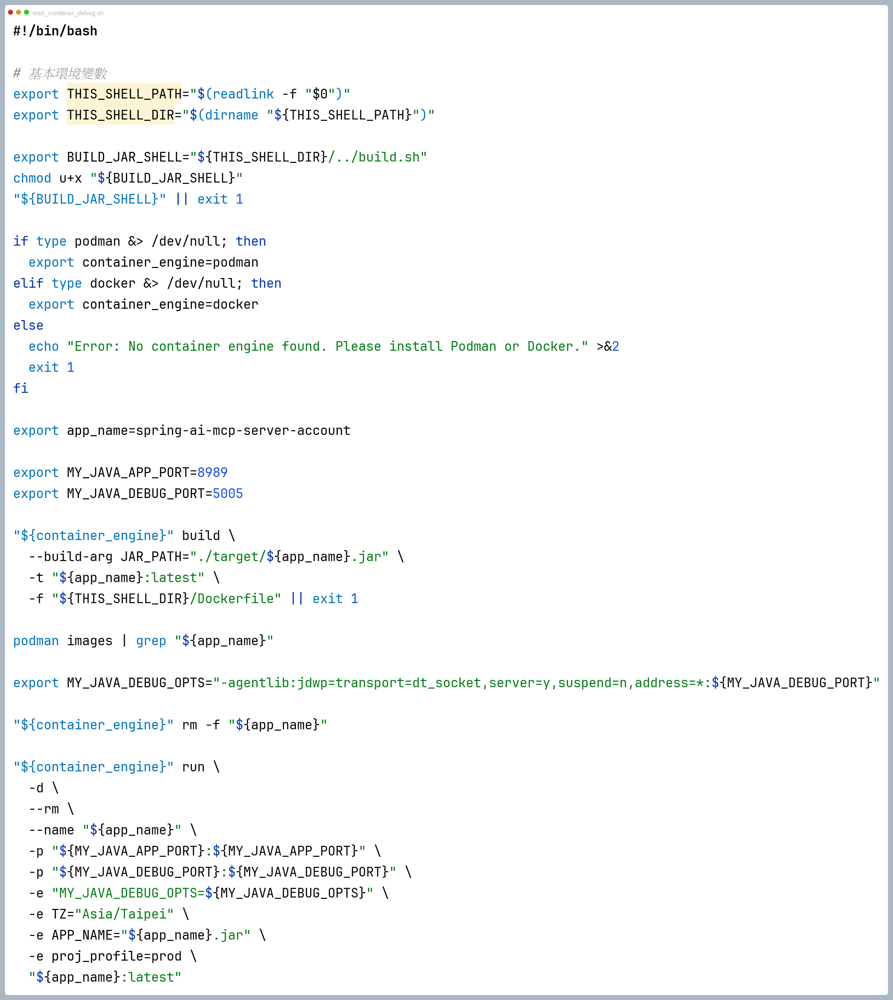 start_container_debug.sh
#!/bin/bash
# 基本環境變數
export THIS_SHELL_PATH="$(readlink -f "$0")"
export THIS_SHELL_DIR="$(dirname "${THIS_SHELL_PATH}")"
export BUILD_JAR_SHELL="${THIS_SHELL_DIR}/../build.sh"
chmod u+x "${BUILD_JAR_SHELL}"
"${BUILD_JAR_SHELL}" || exit 1
if type podman &> /dev/null; then
  export container_engine=podman
elif type docker &> /dev/null; then
  export container_engine=docker
else
  echo "Error: No container engine found. Please install Podman or Docker." >&2
  exit 1
fi
export app_name=spring-ai-mcp-server-account
export MY_JAVA_APP_PORT=8989
export MY_JAVA_DEBUG_PORT=5005
"${container_engine}" build \
  --build-arg JAR_PATH="./target/${app_name}.jar" \
  -t "${app_name}:latest" \
  -f "${THIS_SHELL_DIR}/Dockerfile" || exit 1
podman images | grep "${app_name}"
export MY_JAVA_DEBUG_OPTS="-agentlib:jdwp=transport=dt_socket,server=y,suspend=n,address=*:${MY_JAVA_DEBUG_PORT}"
"${container_engine}" rm -f "${app_name}"
"${container_engine}" run \
  -d \
  --rm \
  --name "${app_name}" \
  -p "${MY_JAVA_APP_PORT}:${MY_JAVA_APP_PORT}" \
  -p "${MY_JAVA_DEBUG_PORT}:${MY_JAVA_DEBUG_PORT}" \
  -e "MY_JAVA_DEBUG_OPTS=${MY_JAVA_DEBUG_OPTS}" \
  -e TZ="Asia/Taipei" \
  -e APP_NAME="${app_name}.jar" \
  -e proj_profile=prod \
  "${app_name}:latest"